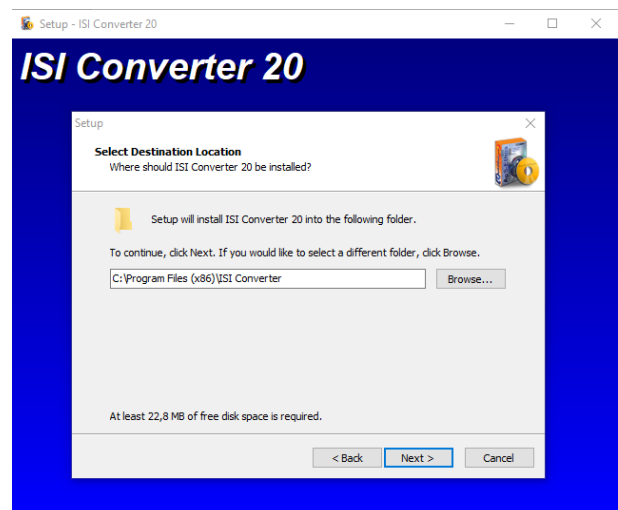 Setup - ISI Converter 20
ISI Converter 20
Setup
Select Destination Location
Where should ISI Converter 20 be installed?
Setup will install ISI Converter 20 into the following folder.
To continue, click Next. If you would like to select a different folder, click Browse.
C:\Program Files (x86)\ISI Converter
Browse...
At least 22,8 MB of free disk space is required.
< Back Next > Cancel